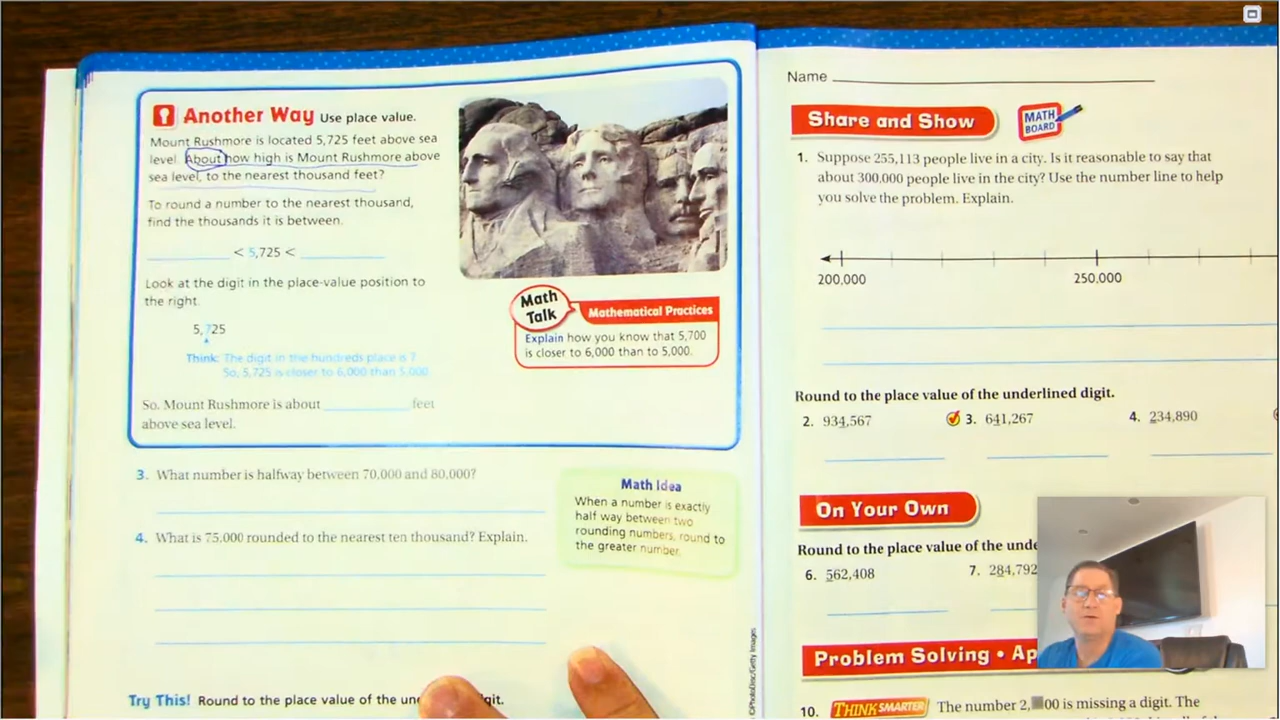 Another Way Use place value.
Mount Rushmore is located 5,725 feet above sea
level. About how high is Mount Rushmore above
sea level, to the nearest thousand feet?
To round a number to the nearest thousand,
find the thousands it is between.
< 5,725 <
Look at the digit in the place-value position to
the right.
5,725
Think: The digit in the hundreds place is 7.
So, 5,725 is closer to 6,000 than 5,000.
So, Mount Rushmore is about feet
above sea level.
Math
Talk
Mathematical Practices
Explain how you know that 5,700
is closer to 6,000 than to 5,000.
3. What number is halfway between 70,000 and 80,000?
4. What is 75,000 rounded to the nearest ten thousand? Explain.
Math Idea
When a number is exactly
half way between two
rounding numbers, round to
the greater number.
Try This! Round to the place value of the
©PhotoDisc/Getty Images
Name
Share and Show
MATH
BOARD
1. Suppose 255,113 people live in a city. Is it reasonable to say that
about 300,000 people live in the city? Use the number line to help
you solve the problem. Explain.
200,000 250,000
Round to the place value of the underlined digit.
2. 934,567 3. 641,267 4. 234,890
On Your Own
Round to the place value of the
6. 562,408 7. 284,792
Problem Solving •
10. THINK SMARTER The number 2, 00 is missing a digit. The